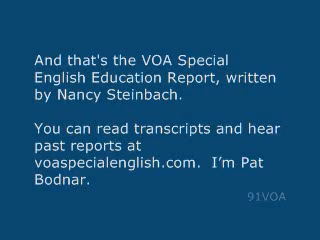 And that's the VOA Special
English Education Report, written
by Nancy Steinbach.
You can read transcripts and hear
past reports at
voaspecialenglish.com. I'm Pat
Bodnar.
91VOA